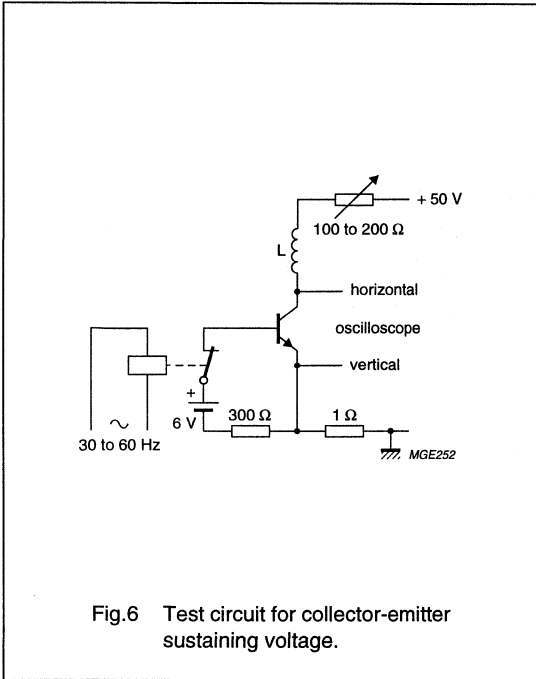 + 50 V
100 to 200 Ω
L
horizontal
oscilloscope
vertical
+
6 V
300 Ω
1 Ω
30 to 60 Hz
MGE252
Fig.6 Test circuit for collector-emitter
sustaining voltage.